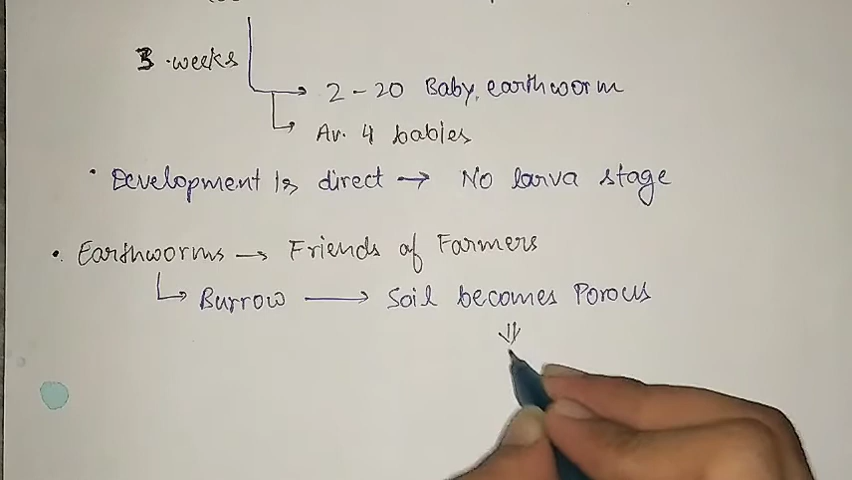 3 weeks
2 - 20 Baby earthworm
Av. 4 babies
• Development Is direct → No larva stage
• Earthworms → Friends of Farmers
Burrow → Soil becomes Porous
⇓